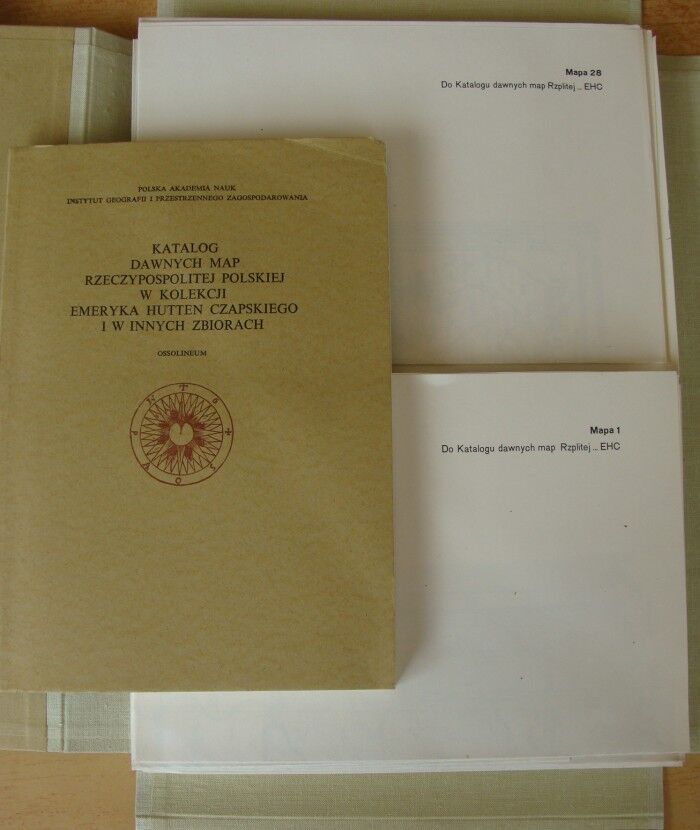 Mapa 28
Do Katalogu dawnych map Rzplitej ... EHC
POLSKA AKADEMIA NAUK
INSTYTUT GEOGRAFII I PRZESTRZENNEGO ZAGOSPODAROWANIA
KATALOG
DAWNYCH MAP
RZECZYPOSPOLITEJ POLSKIEJ
W KOLEKCJI
EMERYKA HUTTEN CZAPSKIEGO
I W INNYCH ZBIORACH
OSSOLINEUM
Mapa 1
Do Katalogu dawnych map Rzplitej ... EHC